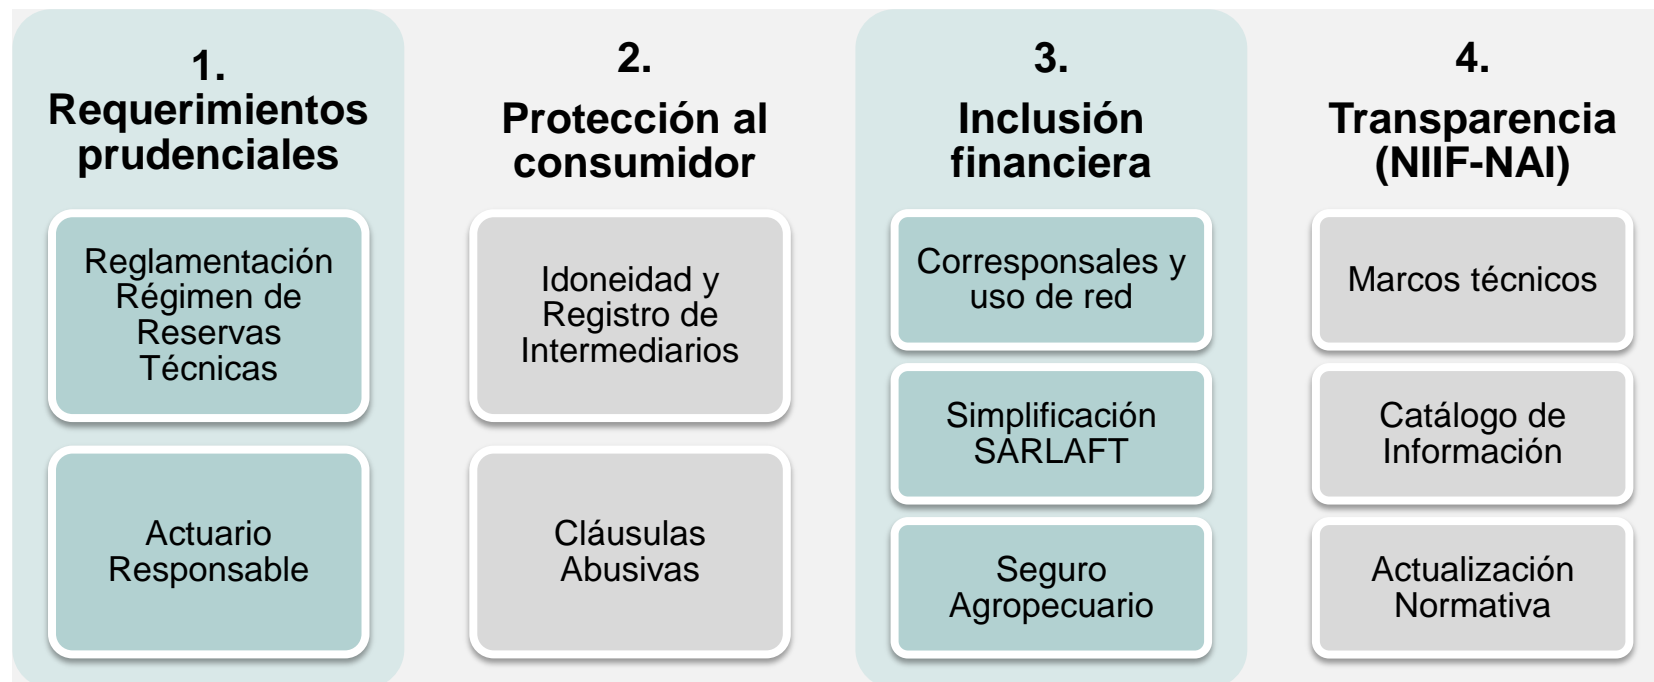 1.
Requerimientos
prudenciales
Reglamentación
Régimen de
Reservas
Técnicas
Actuario
Responsable
2.
Protección al
consumidor
Idoneidad y
Registro de
Intermediarios
Cláusulas
Abusivas
3.
Inclusión
financiera
Corresponsales y
uso de red
Simplificación
SARLAFT
Seguro
Agropecuario
4.
Transparencia
(NIIF-NAI)
Marcos técnicos
Catálogo de
Información
Actualización
Normativa